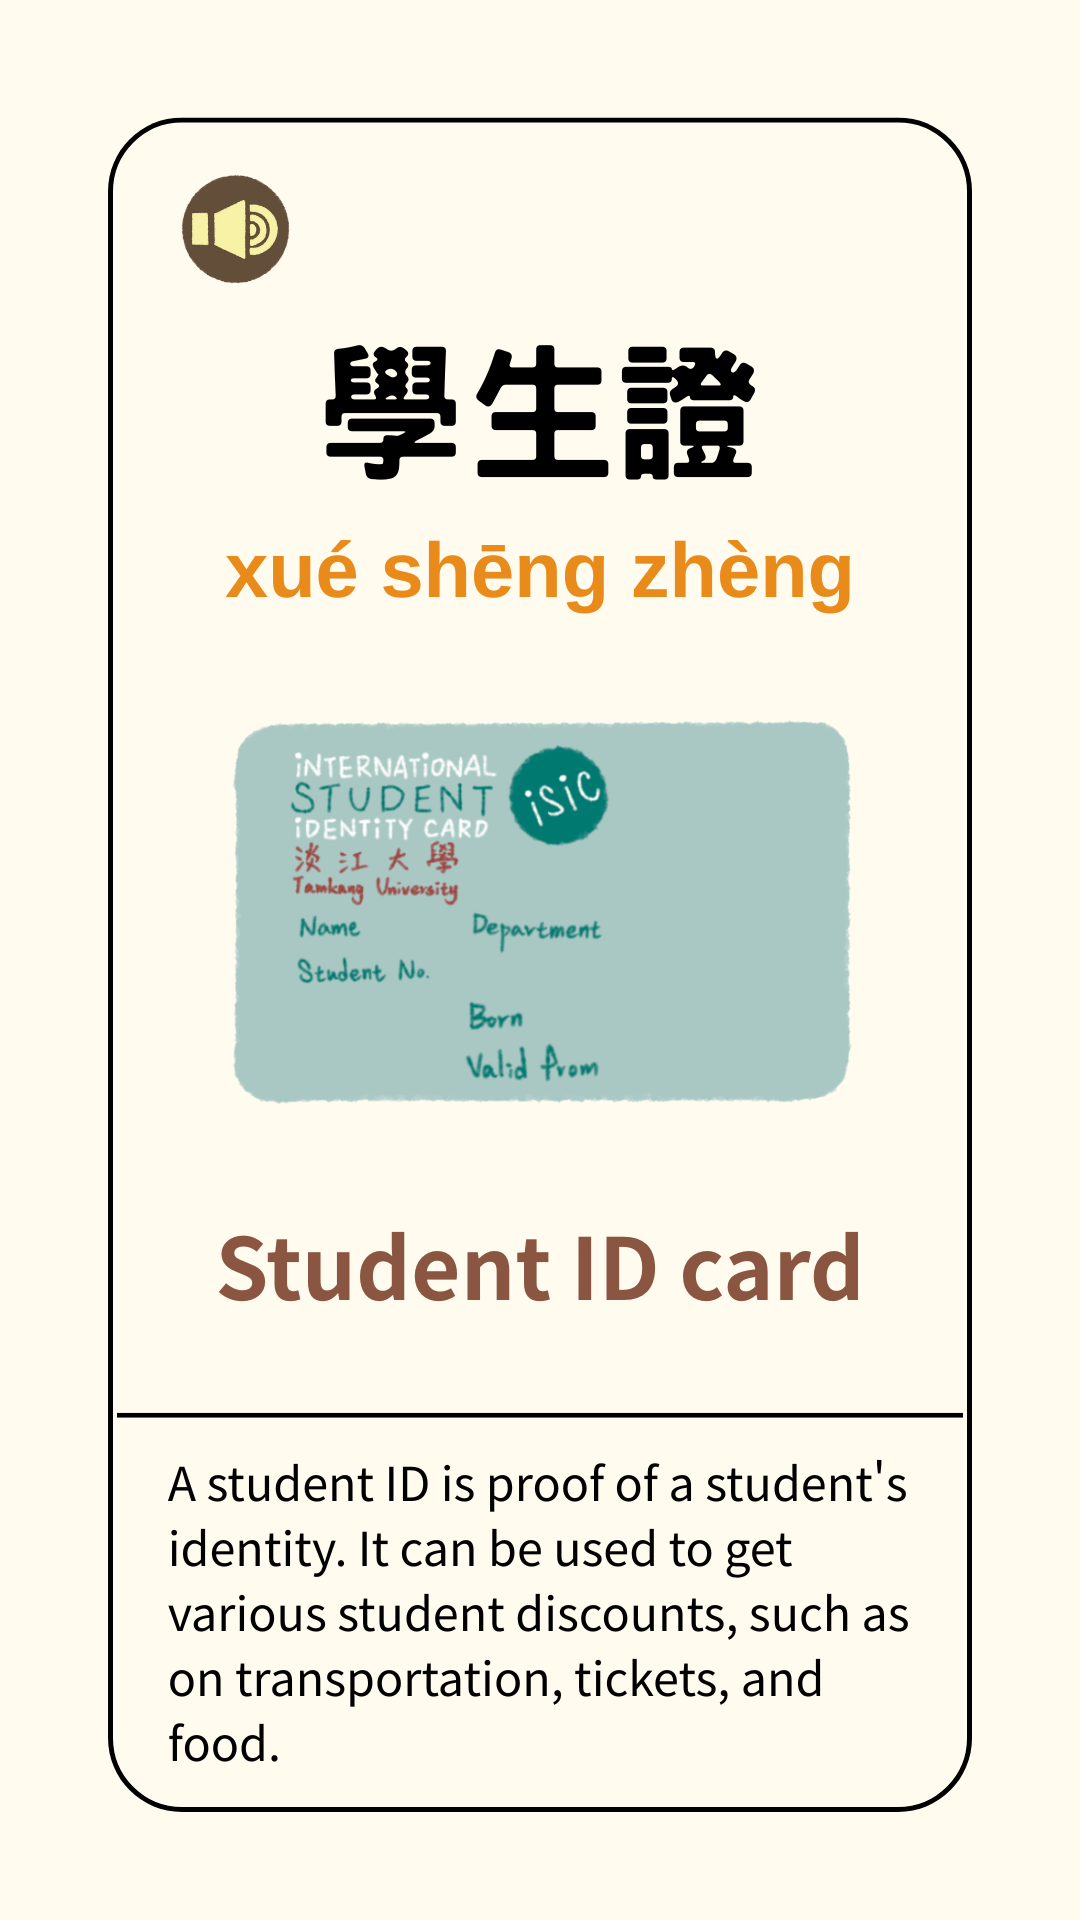 學生證
xué shēng zhèng
iNTERNATiONAL
STUDENT
iDENTiTY CARD
isic
淡江大學
Tamkang University
Name Department
Student No.
Born
Valid from
Student ID card
A student ID is proof of a student's
identity. It can be used to get
various student discounts, such as
on transportation, tickets, and
food.